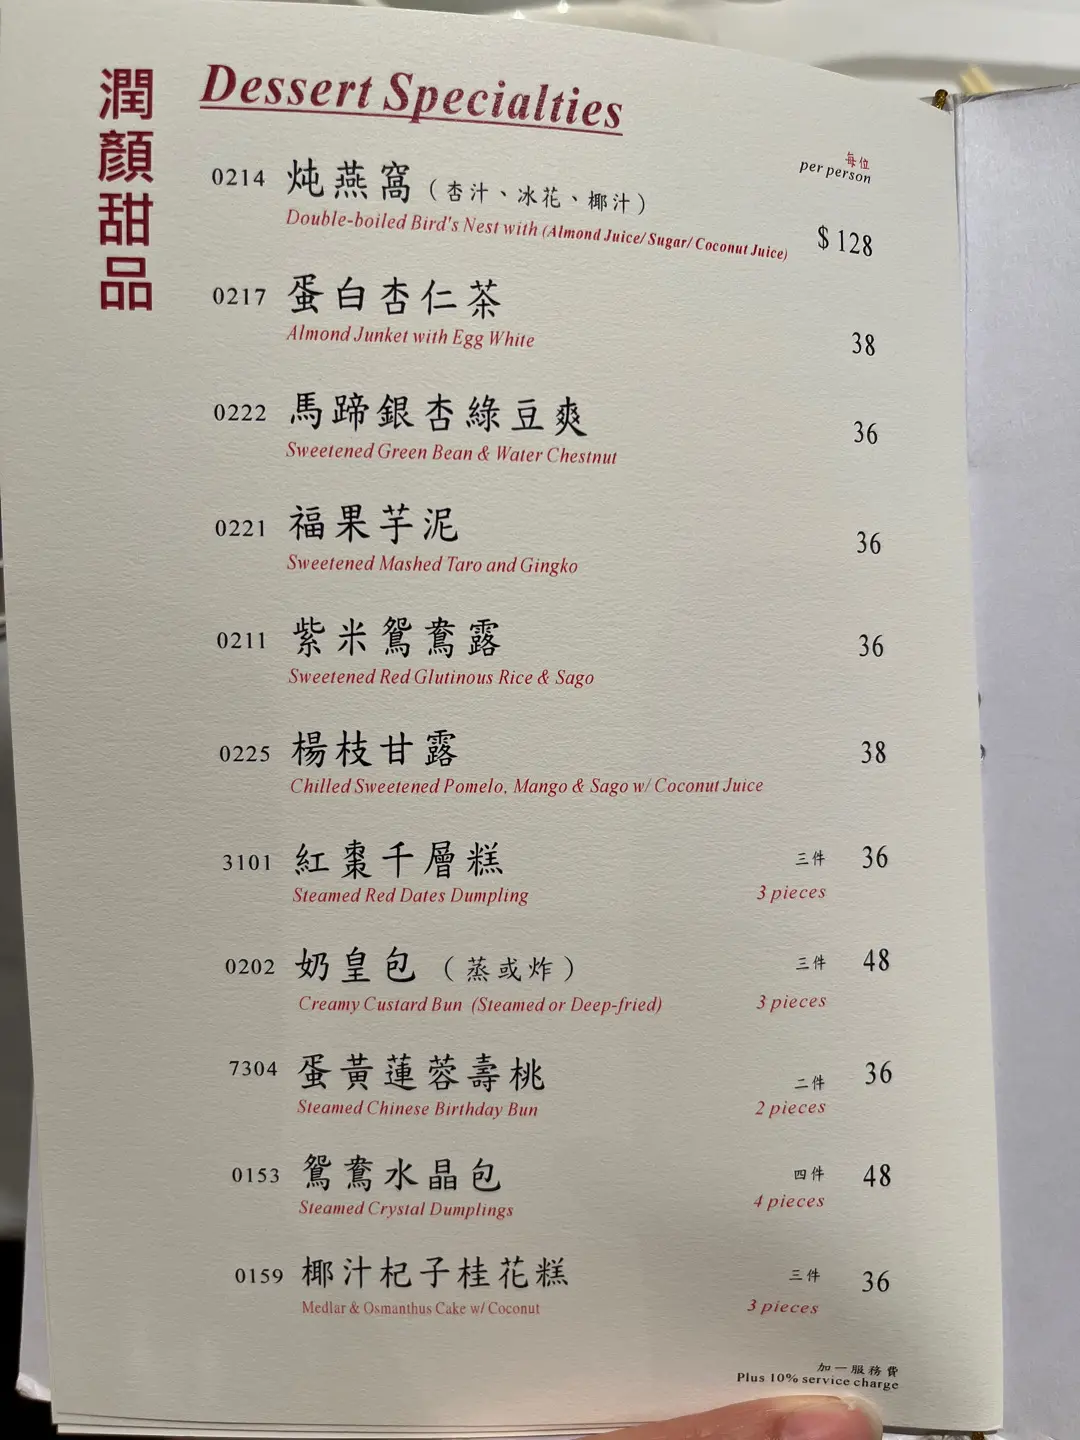 潤顏甜品
Dessert Specialties
每位
per person
0214 炖燕窩（杏汁、冰花、椰汁）
Double-boiled Bird's Nest with (Almond Juice/ Sugar/ Coconut Juice) $ 128
0217 蛋白杏仁茶
Almond Junket with Egg White 38
0222 馬蹄銀杏綠豆爽 36
Sweetened Green Bean & Water Chestnut
0221 福果芋泥 36
Sweetened Mashed Taro and Gingko
0211 紫米鴛鴦露 36
Sweetened Red Glutinous Rice & Sago
0225 楊枝甘露 38
Chilled Sweetened Pomelo, Mango & Sago w/ Coconut Juice
3101 紅棗千層糕 三件 36
Steamed Red Dates Dumpling 3 pieces
0202 奶皇包（蒸或炸） 三件 48
Creamy Custard Bun (Steamed or Deep-fried) 3 pieces
7304 蛋黃蓮蓉壽桃 二件 36
Steamed Chinese Birthday Bun 2 pieces
0153 鴛鴦水晶包 四件 48
Steamed Crystal Dumplings 4 pieces
0159 椰汁杞子桂花糕 三件 36
Medlar & Osmanthus Cake w/ Coconut 3 pieces
加一服務費
Plus 10% service charge